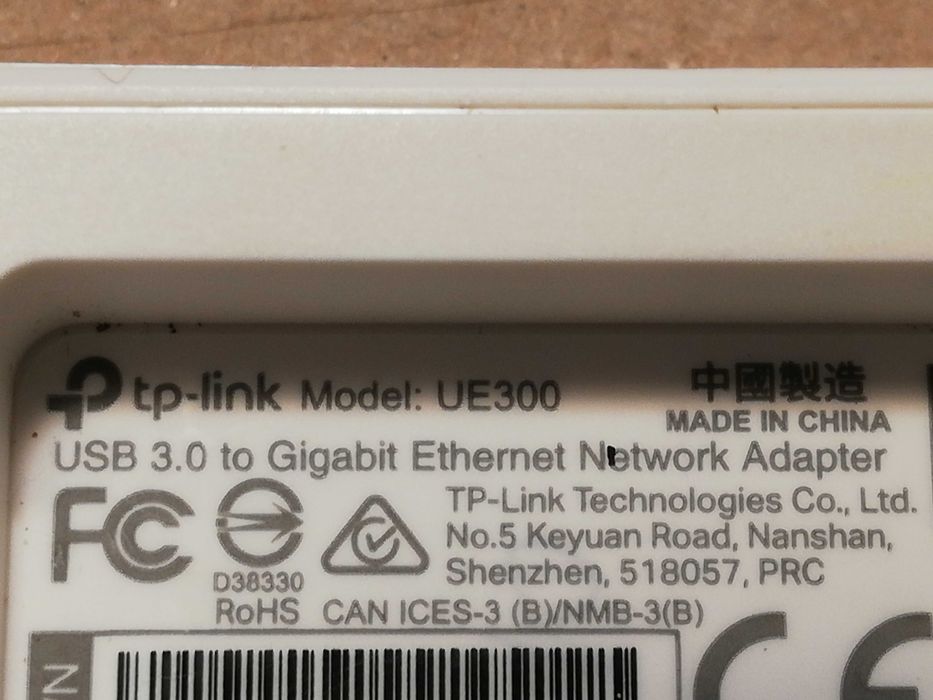 tp-link Model: UE300
中國製造
MADE IN CHINA
USB 3.0 to Gigabit Ethernet Network Adapter
FC
TP-Link Technologies Co., Ltd.
No.5 Keyuan Road, Nanshan,
Shenzhen, 518057, PRC
D38330
RoHS CAN ICES-3 (B)/NMB-3(B)
CE